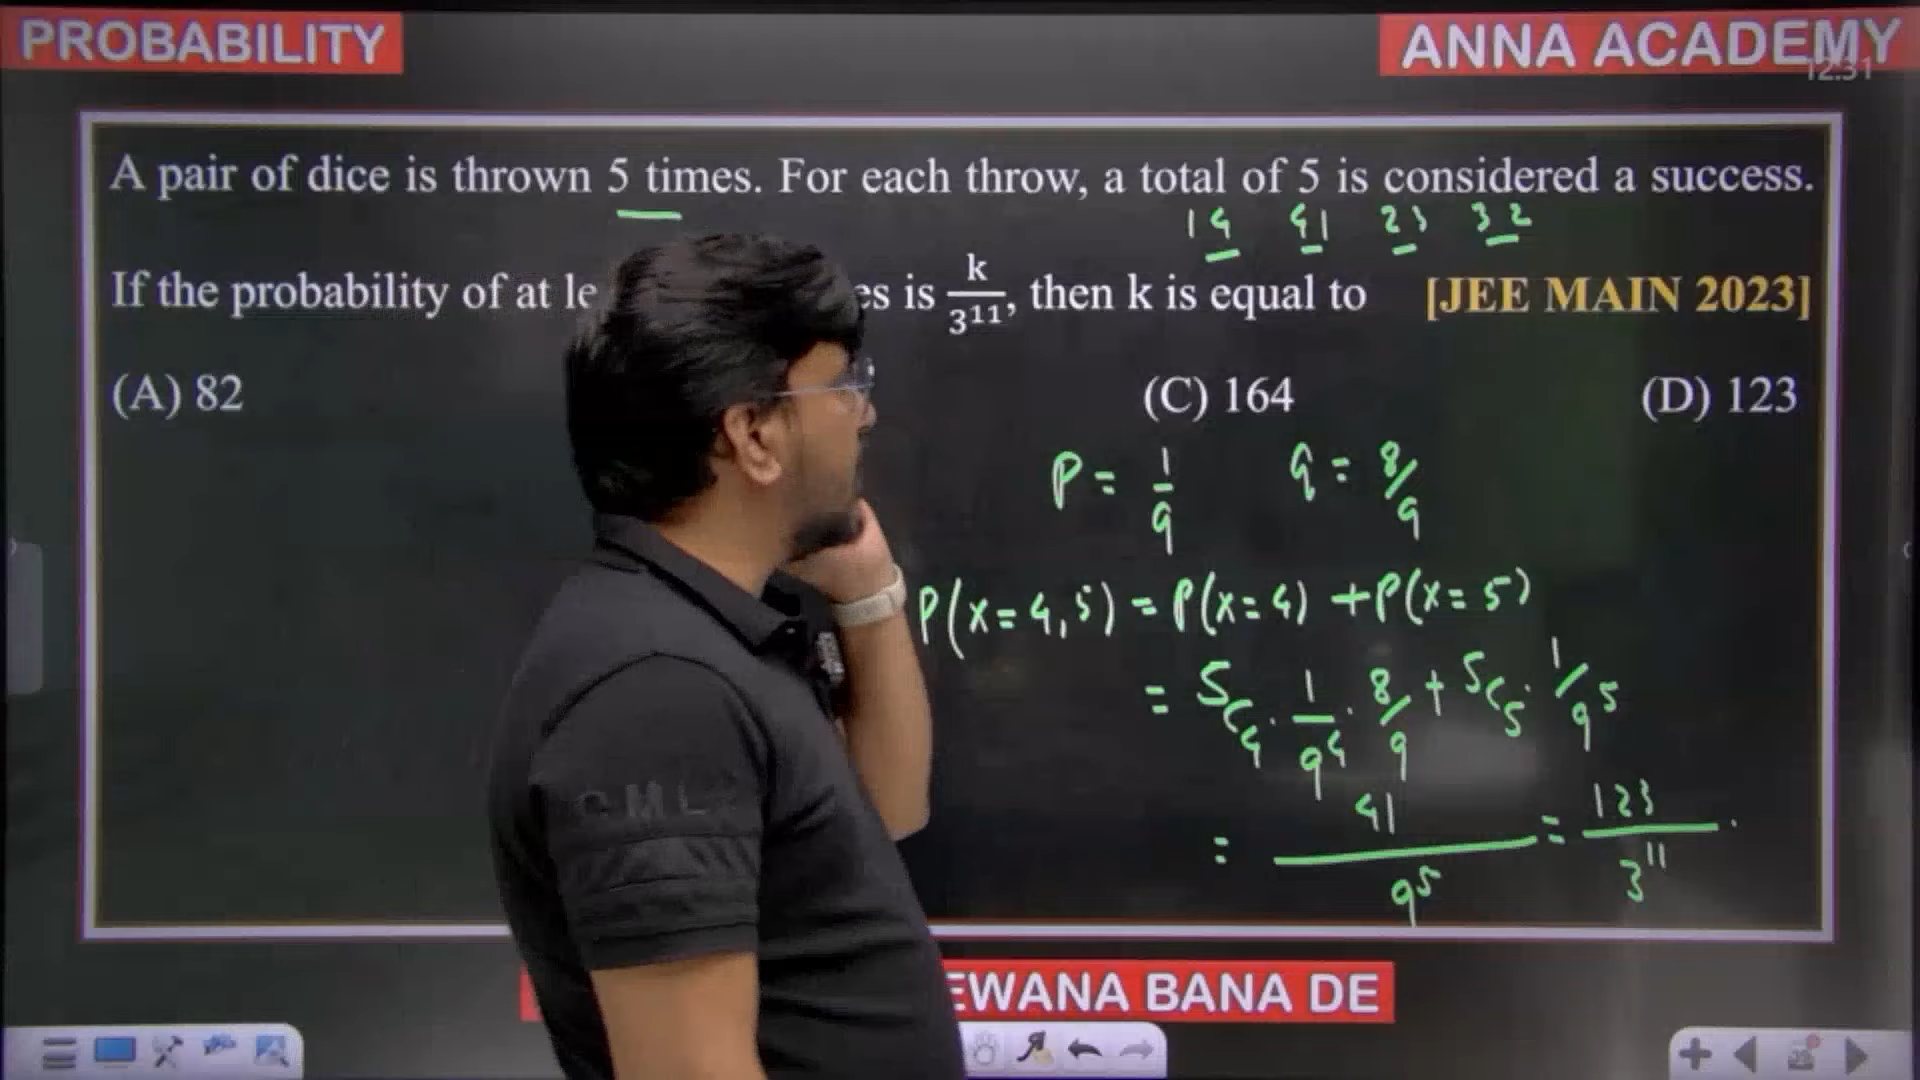 PROBABILITY
ANNA ACADEMY
12:31
A pair of dice is thrown 5 times. For each throw, a total of 5 is considered a success.
14 41 23 32
If the probability of at le es is k/3¹¹, then k is equal to [JEE MAIN 2023]
(A) 82 (C) 164 (D) 123
P = 1/9 q = 8/9
P(x=4,5) = P(x=4) + P(x=5)
= 5C4 · 1/9⁴ · 8/9 + 5C5 · 1/9⁵
= 41/9⁵ = 123/3¹¹ .
EWANA BANA DE
CML